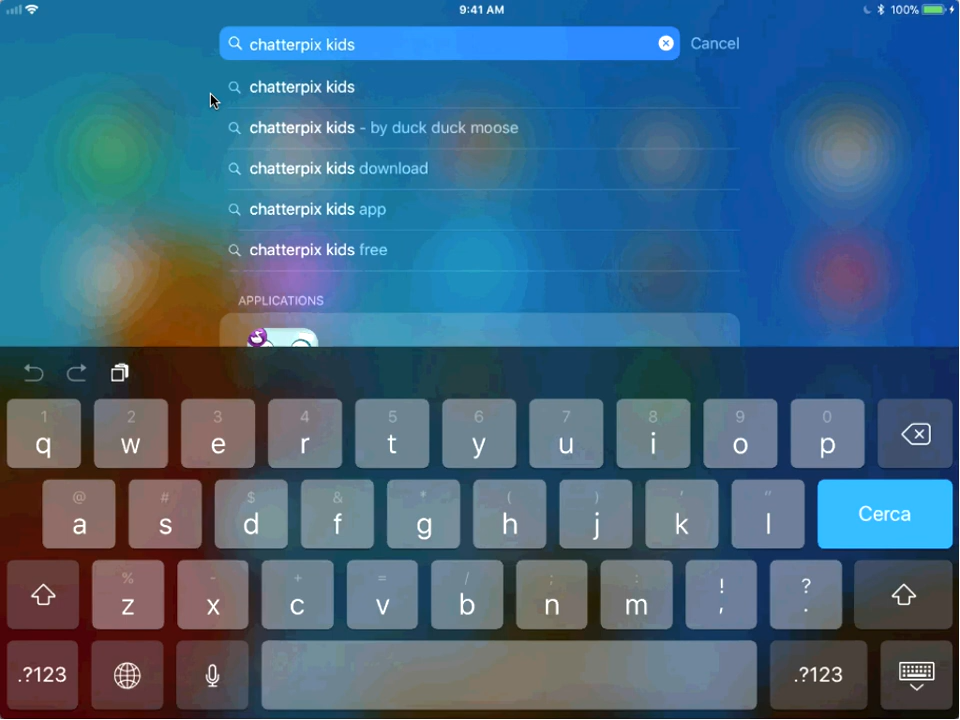 9:41 AM
100%
chatterpix kids
Cancel
chatterpix kids
chatterpix kids - by duck duck moose
chatterpix kids download
chatterpix kids app
chatterpix kids free
APPLICATIONS
1 2 3 4 5 6 7 8 9 0
q w e r t y u i o p
@ # $ & * ( ) ' "
a s d f g h j k l Cerca
% - + = / ; : ! ?
z x c v b n m , .
.?123 .?123